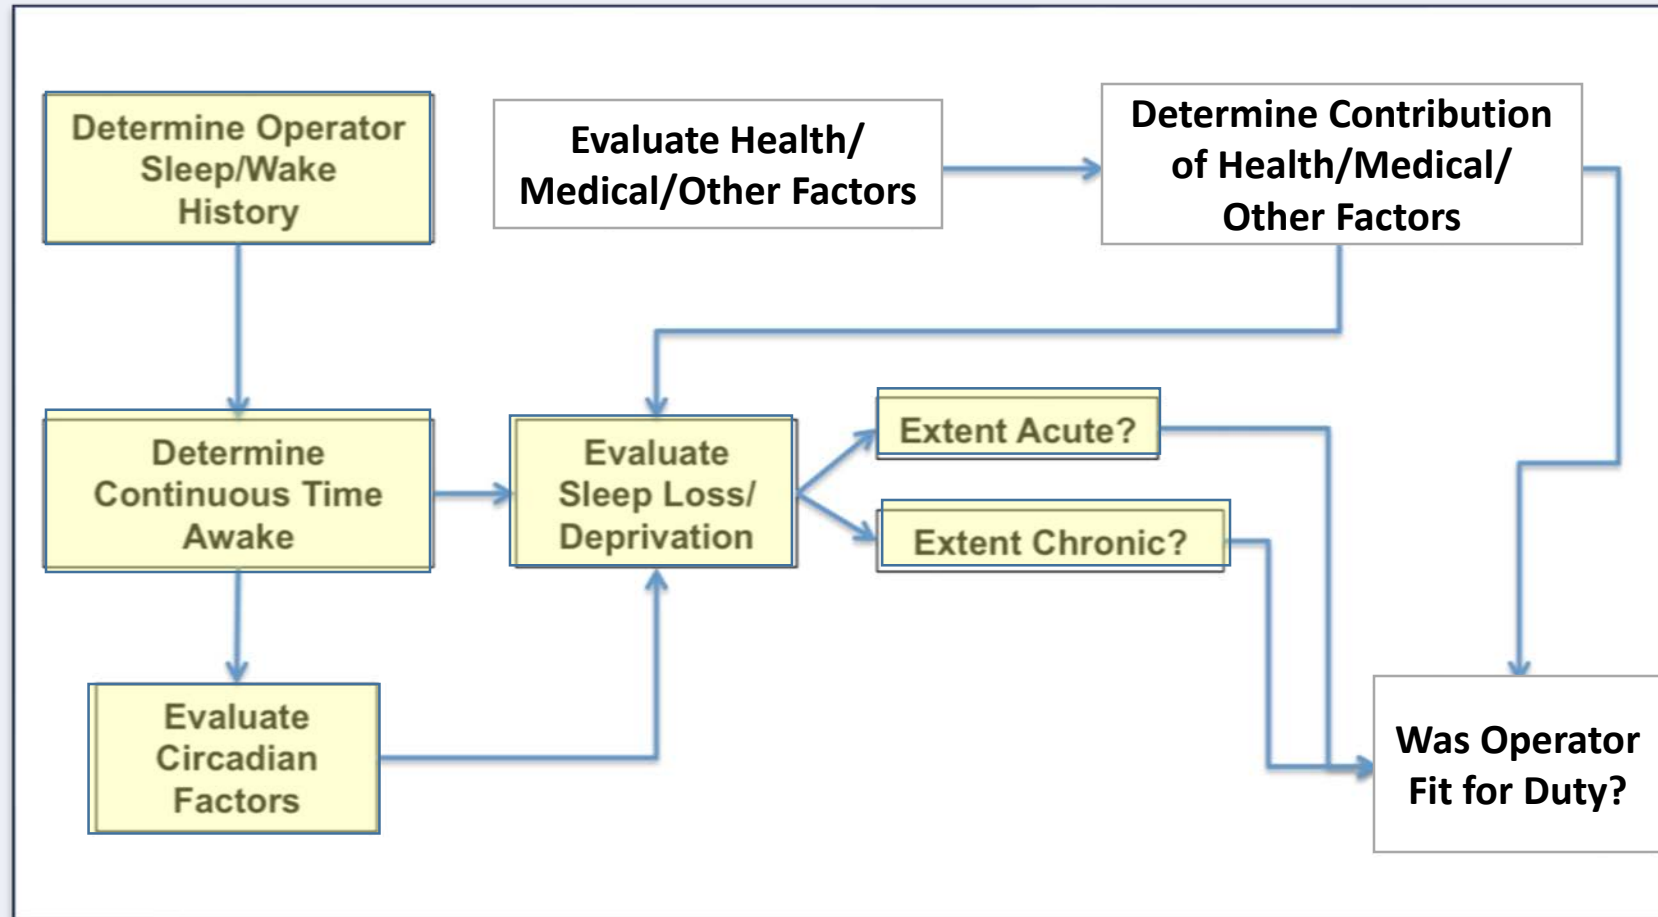 Determine Operator
Sleep/Wake
History
Evaluate Health/
Medical/Other Factors
Determine Contribution
of Health/Medical/
Other Factors
Determine
Continuous Time
Awake
Evaluate
Sleep Loss/
Deprivation
Extent Acute?
Extent Chronic?
Evaluate
Circadian
Factors
Was Operator
Fit for Duty?